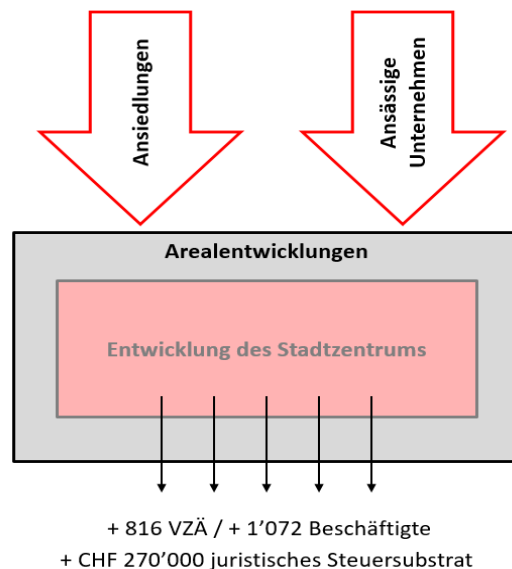 Ansiedlungen
Ansässige
Unternehmen
Arealentwicklungen
Entwicklung des Stadtzentrums
+ 816 VZÄ / + 1’072 Beschäftigte
+ CHF 270’000 juristisches Steuersubstrat